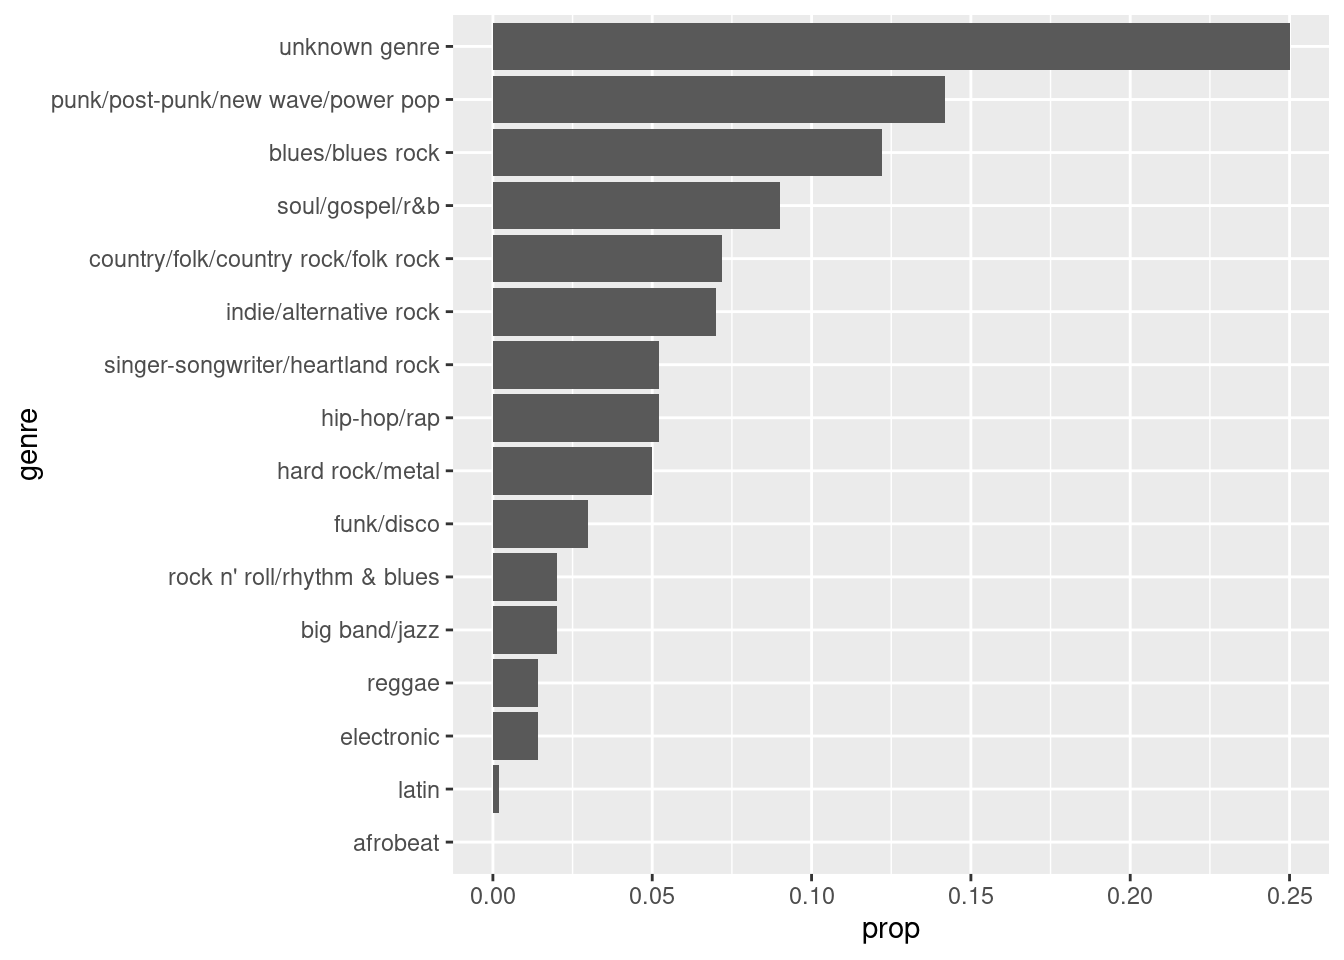 unknown genre
punk/post-punk/new wave/power pop
blues/blues rock
soul/gospel/r&b
country/folk/country rock/folk rock
indie/alternative rock
singer-songwriter/heartland rock
hip-hop/rap
hard rock/metal
funk/disco
rock n' roll/rhythm & blues
big band/jazz
reggae
electronic
latin
afrobeat
genre
0.00 0.05 0.10 0.15 0.20 0.25
prop